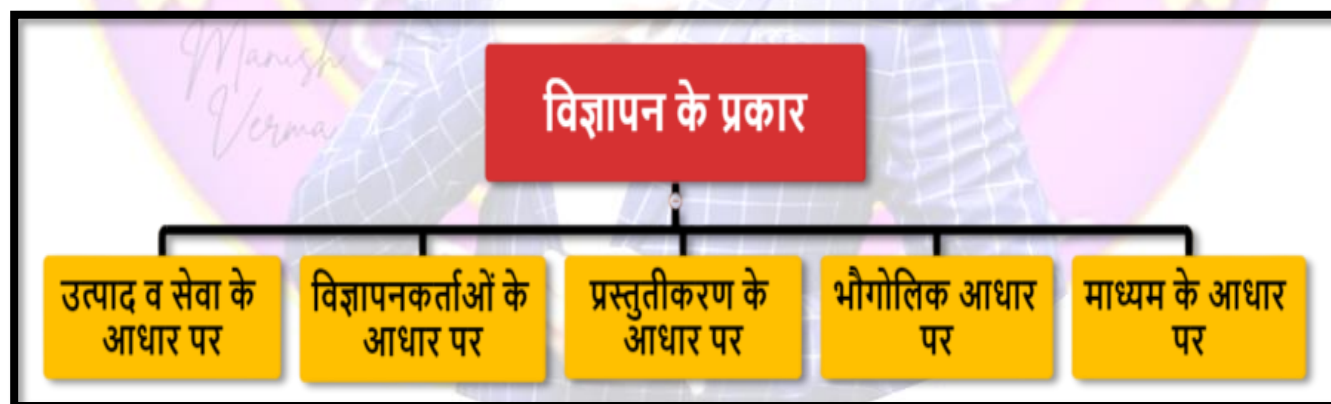 Manish
Verma
विज्ञापन के प्रकार
उत्पाद व सेवा के
आधार पर
विज्ञापनकर्ताओं के
आधार पर
प्रस्तुतीकरण के
आधार पर
भौगोलिक आधार
पर
माध्यम के आधार
पर